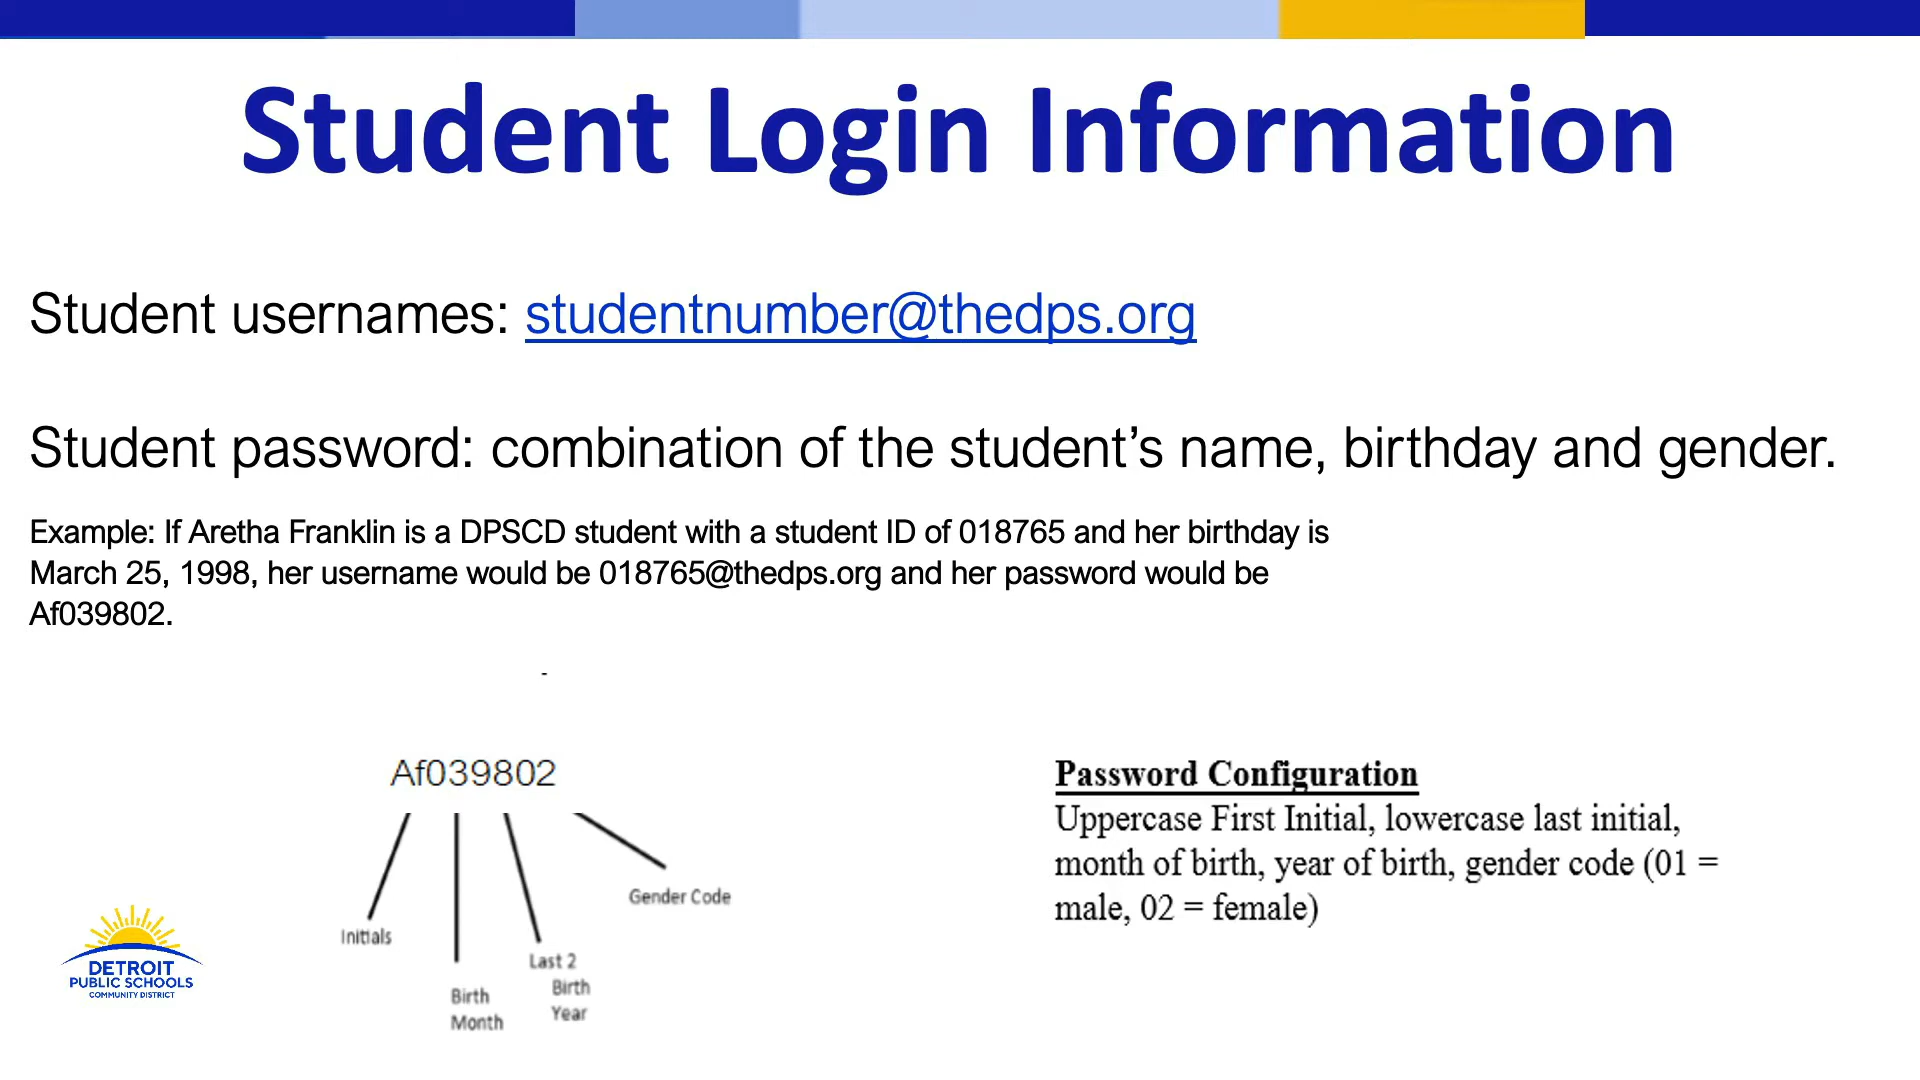 Student Login Information
Student usernames: studentnumber@thedps.org
Student password: combination of the student’s name, birthday and gender.
Example: If Aretha Franklin is a DPSCD student with a student ID of 018765 and her birthday is
March 25, 1998, her username would be 018765@thedps.org and her password would be
Af039802.
-
Af039802
Initials
Birth
Month
Last 2
Birth
Year
Gender Code
Password Configuration
Uppercase First Initial, lowercase last initial,
month of birth, year of birth, gender code (01 =
male, 02 = female)
DETROIT
PUBLIC SCHOOLS
COMMUNITY DISTRICT